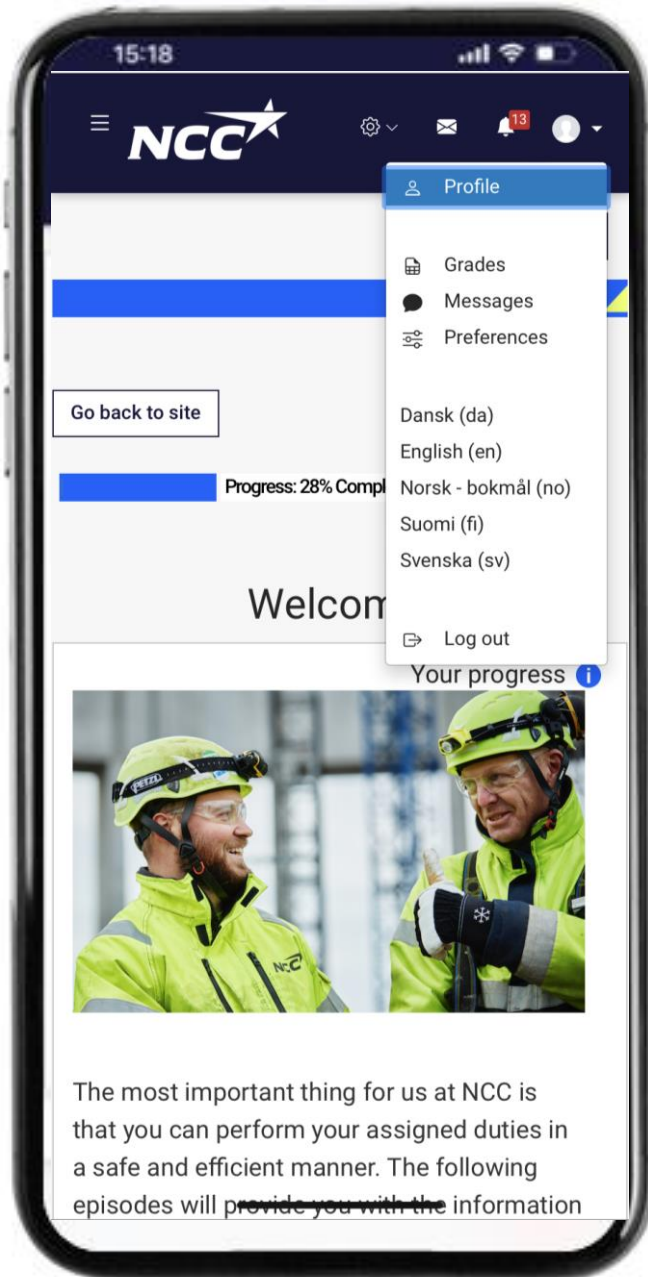 15:18
NCC
13
Profile
Grades
Messages
Preferences
Go back to site
Dansk (da)
English (en)
Progress: 28% Compl
Norsk - bokmål (no)
Suomi (fi)
Svenska (sv)
Welcom
Log out
Your progress
PETZL
NCC
The most important thing for us at NCC is
that you can perform your assigned duties in
a safe and efficient manner. The following
episodes will provide you with the information